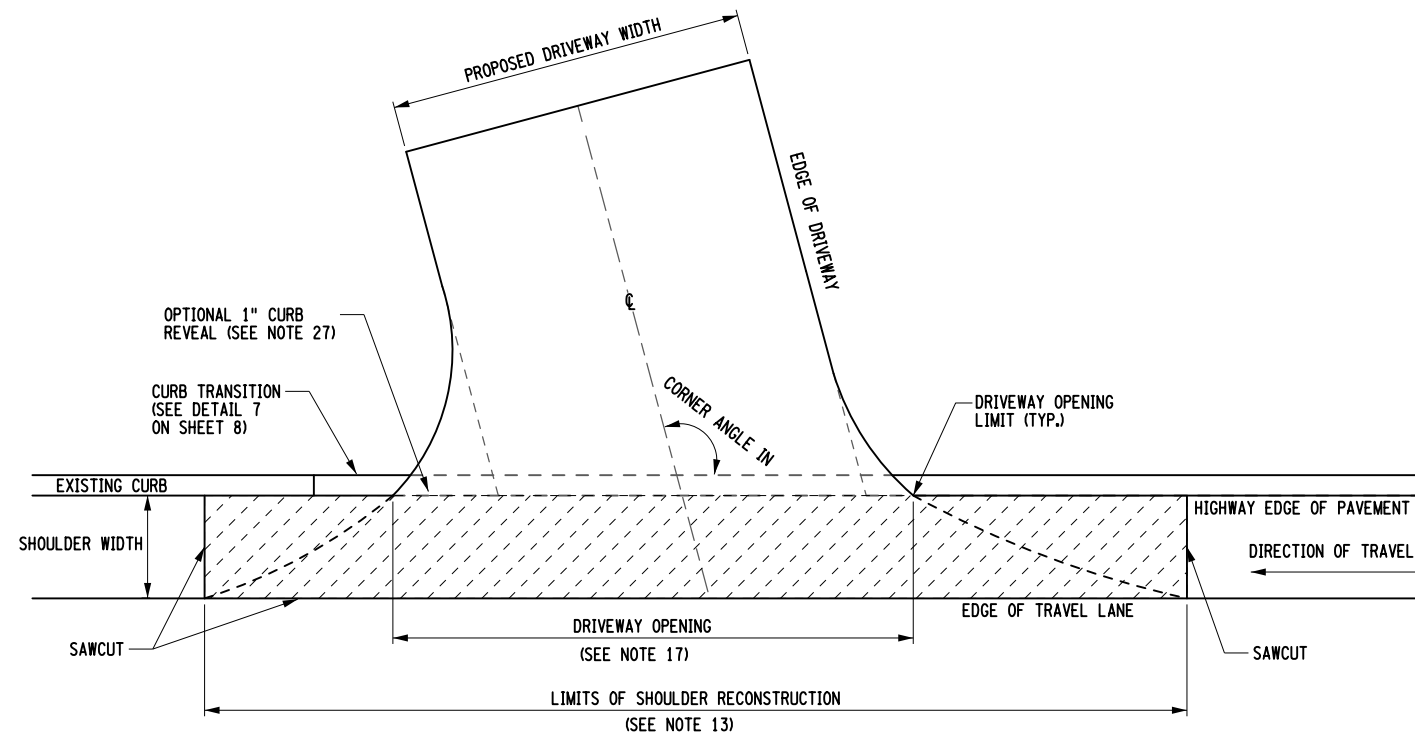 PROPOSED DRIVEWAY WIDTH
EDGE OF DRIVEWAY
℄
OPTIONAL 1" CURB
REVEAL (SEE NOTE 27)
CURB TRANSITION
(SEE DETAIL 7
ON SHEET 8)
CORNER ANGLE IN
DRIVEWAY OPENING
LIMIT (TYP.)
EXISTING CURB
HIGHWAY EDGE OF PAVEMENT
SHOULDER WIDTH
DIRECTION OF TRAVEL
EDGE OF TRAVEL LANE
DRIVEWAY OPENING
(SEE NOTE 17)
SAWCUT
SAWCUT
LIMITS OF SHOULDER RECONSTRUCTION
(SEE NOTE 13)